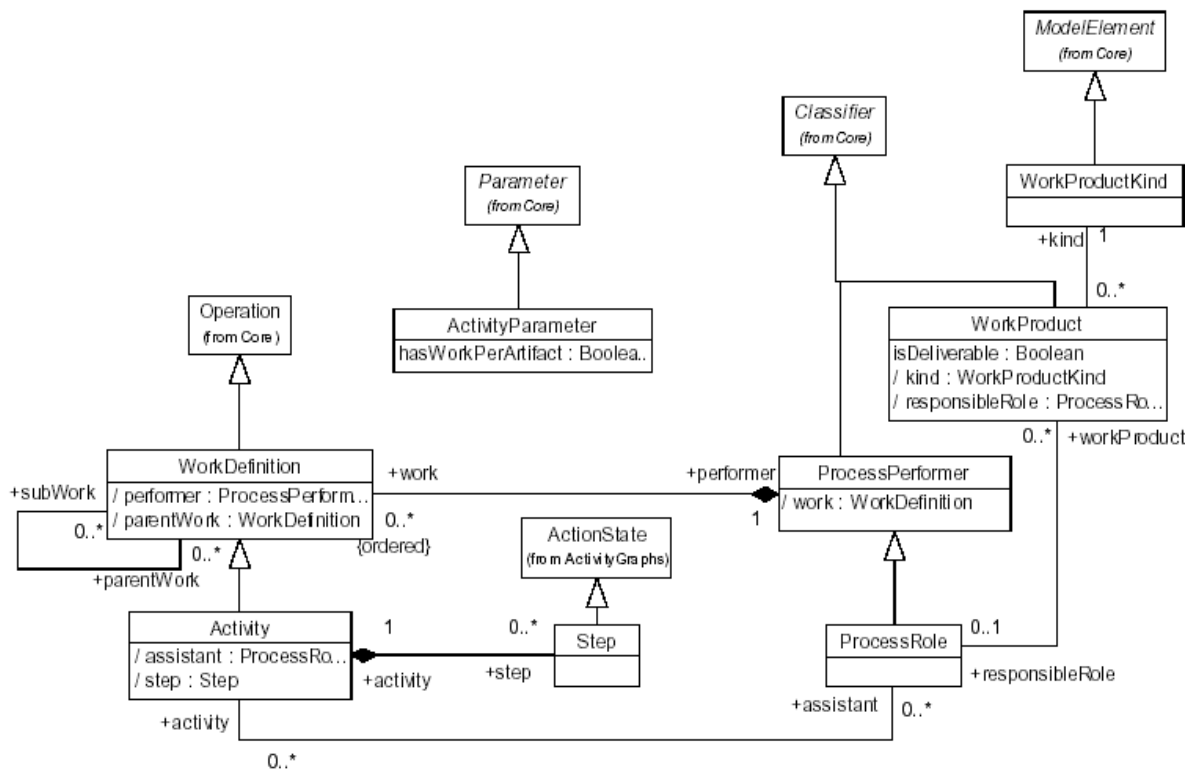 ModelElement
(from Core)
Classifier
(from Core)
WorkProductKind
Parameter
(from Core)
+kind
1
0..*
Operation
(from Core)
ActivityParameter
hasWorkPerArtifact : Boolea..
WorkProduct
isDeliverable : Boolean
/ kind : WorkProductKind
/ responsibleRole : ProcessRo...
0..*
+workProduct
WorkDefinition
/ performer : ProcessPerform...
/ parentWork : WorkDefinition
+subWork
0..*
0..*
+parentWork
+work
0..*
{ordered}
+performer
1
ProcessPerformer
/ work : WorkDefinition
ActionState
(from ActivityGraphs)
Activity
/ assistant : ProcessRo...
/ step : Step
1
+activity
0..*
+step
Step
ProcessRole
0..1
+responsibleRole
+assistant
0..*
+activity
0..*